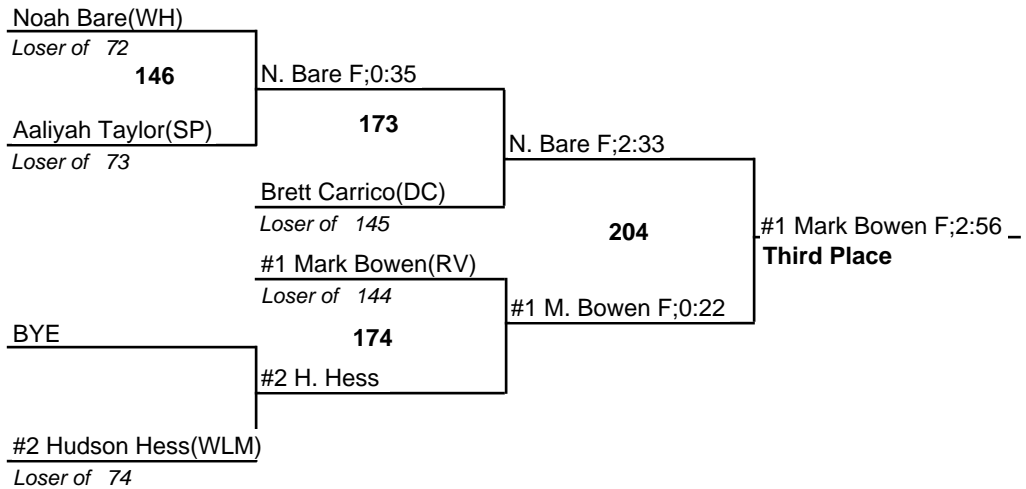 Noah Bare(WH)
Loser of 72
146
N. Bare F;0:35
Aaliyah Taylor(SP)
Loser of 73
173
N. Bare F;2:33
Brett Carrico(DC)
Loser of 145
204
#1 Mark Bowen F;2:56
Third Place
#1 Mark Bowen(RV)
Loser of 144
#1 M. Bowen F;0:22
BYE
174
#2 H. Hess
#2 Hudson Hess(WLM)
Loser of 74